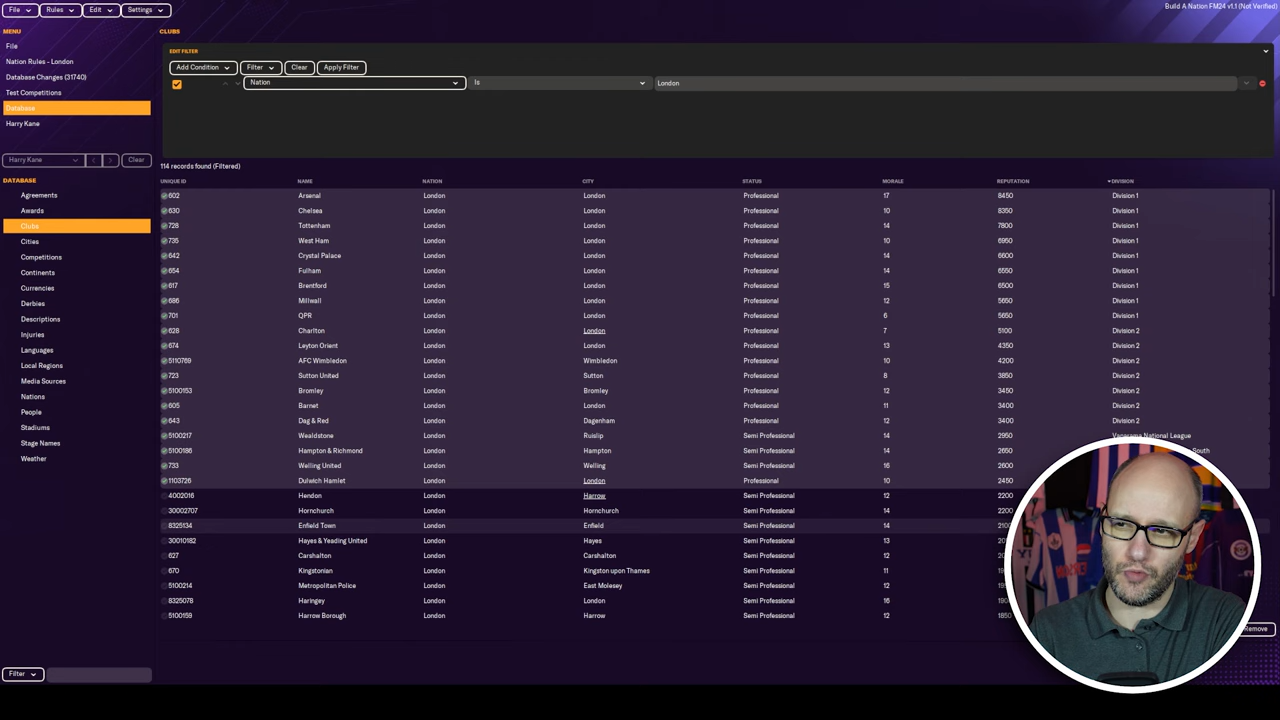 File Rules Edit Settings Build A Nation FM24 v1.1 (Not Verified)
MENU CLUBS
File
Nation Rules - London
Database Changes (31740)
Test Competitions
Database
Harry Kane
EDIT FILTER
Add Condition Filter Clear Apply Filter
Nation Is London
Harry Kane Clear
114 records found (Filtered)
DATABASE
Agreements
Awards
Clubs
Cities
Competitions
Continents
Currencies
Derbies
Descriptions
Injuries
Languages
Local Regions
Media Sources
Nations
People
Stadiums
Stage Names
Weather
UNIQUE ID NAME NATION CITY STATUS MORALE REPUTATION DIVISION
602 Arsenal London London Professional 17 8450 Division 1
630 Chelsea London London Professional 10 8350 Division 1
728 Tottenham London London Professional 14 7800 Division 1
735 West Ham London London Professional 10 6950 Division 1
642 Crystal Palace London London Professional 14 6600 Division 1
654 Fulham London London Professional 14 6550 Division 1
617 Brentford London London Professional 15 6500 Division 1
686 Millwall London London Professional 12 5650 Division 1
701 QPR London London Professional 6 5650 Division 1
628 Charlton London London Professional 7 5100 Division 2
674 Leyton Orient London London Professional 13 4350 Division 2
5110769 AFC Wimbledon London Wimbledon Professional 10 4200 Division 2
723 Sutton United London Sutton Professional 8 3850 Division 2
5100153 Bromley London Bromley Professional 12 3450 Division 2
605 Barnet London London Professional 11 3400 Division 2
643 Dag & Red London Dagenham Professional 12 3400 Division 2
5100217 Wealdstone London Ruislip Semi Professional 14 2950 Vanarama National League
5100186 Hampton & Richmond London Hampton Semi Professional 14 2650 South
733 Welling United London Welling Semi Professional 16 2600
1103726 Dulwich Hamlet London London Semi Professional 10 2450
4002016 Hendon London Harrow Semi Professional 12 2200
30002707 Hornchurch London Hornchurch Semi Professional 14
8325134 Enfield Town London Enfield Semi Professional 14
30010182 Hayes & Yeading United London Hayes Semi Professional 13
627 Carshalton London Carshalton Semi Professional 12
670 Kingstonian London Kingston upon Thames Semi Professional 11
5100214 Metropolitan Police London East Molesey Semi Professional 12
8325078 Haringey London London Semi Professional 16
5100159 Harrow Borough London Harrow Semi Professional 12 1850
Remove
Filter